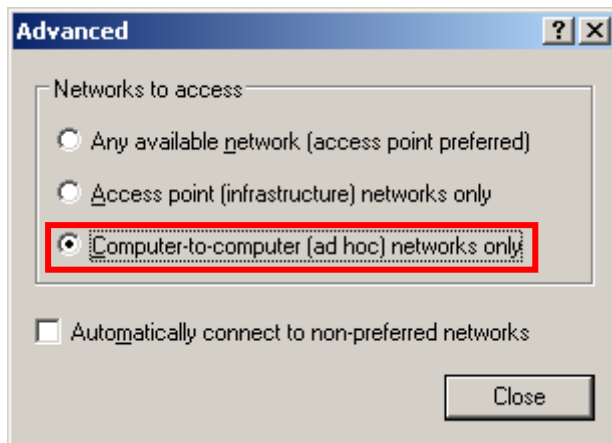 Advanced
Networks to access
Any available network (access point preferred)
Access point (infrastructure) networks only
Computer-to-computer (ad hoc) networks only
Automatically connect to non-preferred networks
Close